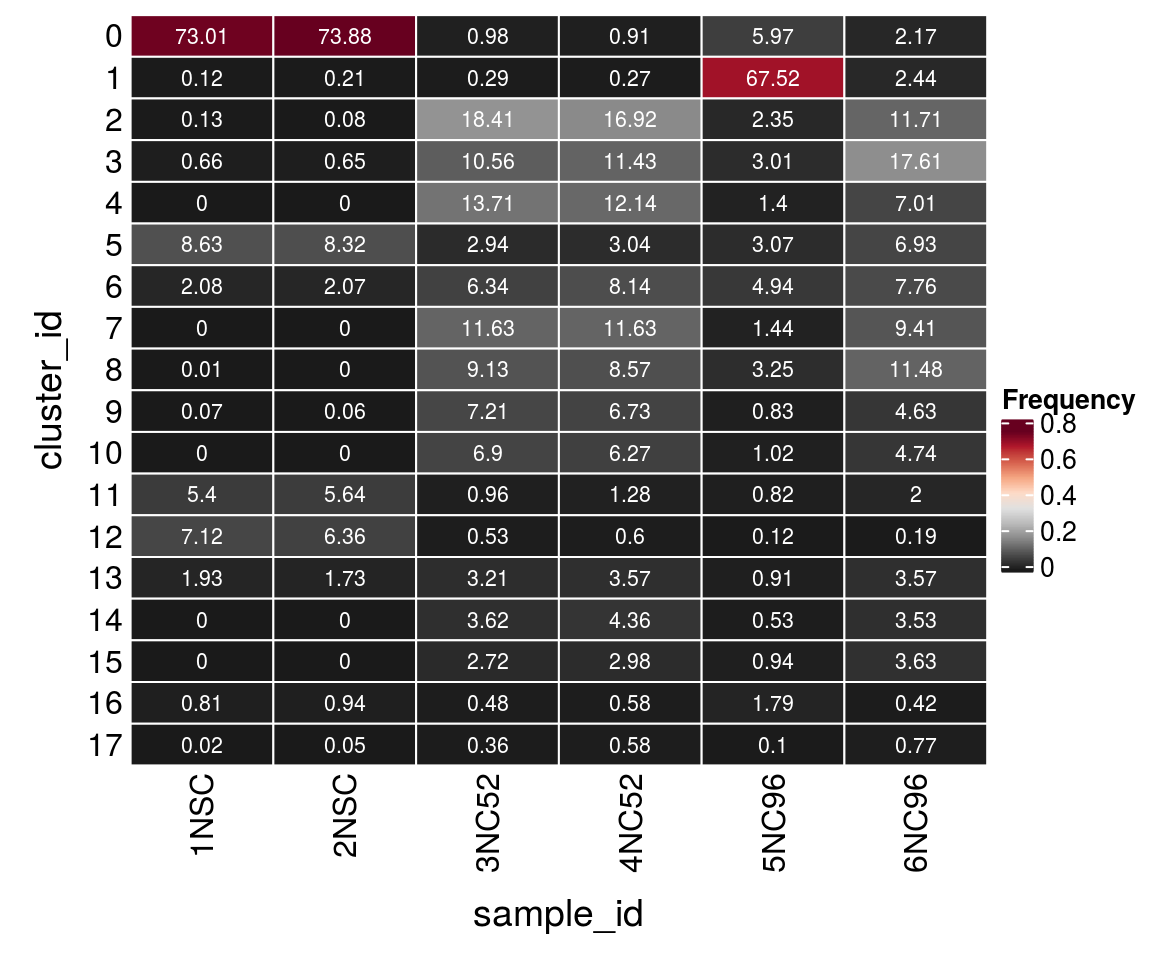 0 73.01 73.88 0.98 0.91 5.97 2.17
1 0.12 0.21 0.29 0.27 67.52 2.44
2 0.13 0.08 18.41 16.92 2.35 11.71
3 0.66 0.65 10.56 11.43 3.01 17.61
4 0 0 13.71 12.14 1.4 7.01
5 8.63 8.32 2.94 3.04 3.07 6.93
6 2.08 2.07 6.34 8.14 4.94 7.76
7 0 0 11.63 11.63 1.44 9.41
8 0.01 0 9.13 8.57 3.25 11.48
9 0.07 0.06 7.21 6.73 0.83 4.63
10 0 0 6.9 6.27 1.02 4.74
11 5.4 5.64 0.96 1.28 0.82 2
12 7.12 6.36 0.53 0.6 0.12 0.19
13 1.93 1.73 3.21 3.57 0.91 3.57
14 0 0 3.62 4.36 0.53 3.53
15 0 0 2.72 2.98 0.94 3.63
16 0.81 0.94 0.48 0.58 1.79 0.42
17 0.02 0.05 0.36 0.58 0.1 0.77
1NSC 2NSC 3NC52 4NC52 5NC96 6NC96
sample_id
cluster_id
Frequency
0.8
0.6
0.4
0.2
0